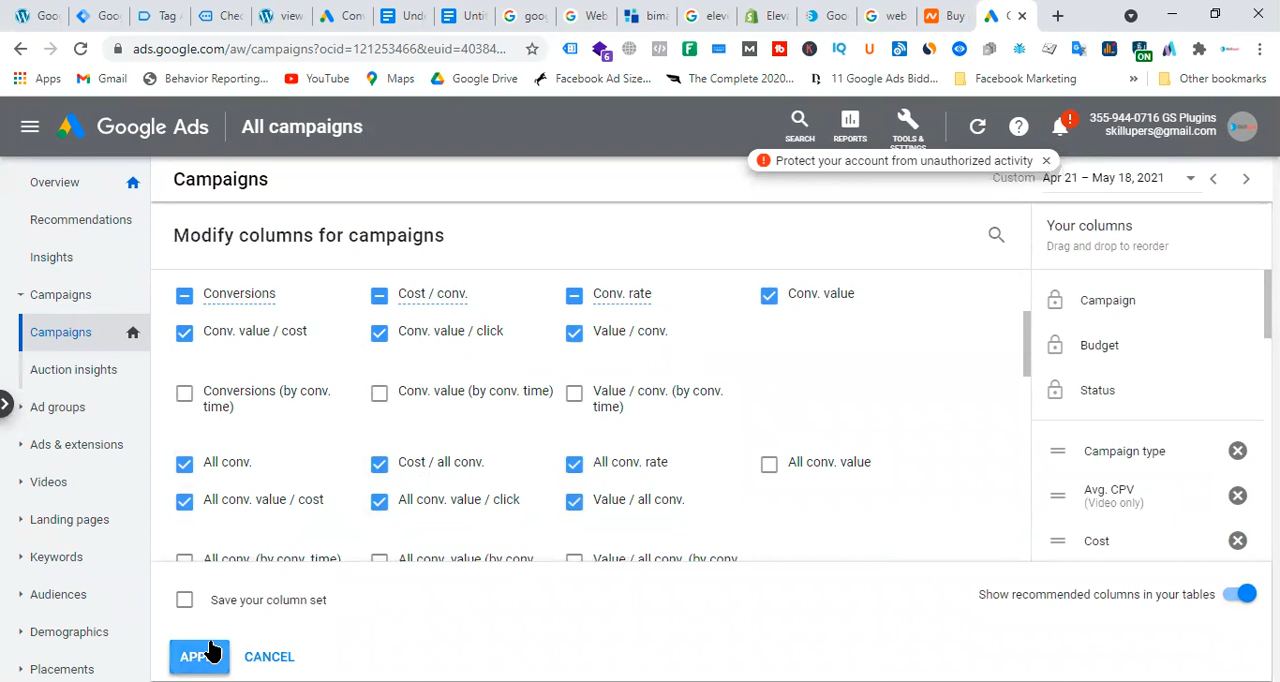 Goo
Goo
Tag A
Chec
view
Con
Und
Unti
goog
Web
bima
eleve
Eleva
Goo
web
Buy
ads.google.com/aw/campaigns?ocid=121253466&euid=40384...
ON
Apps
Gmail
Behavior Reporting...
YouTube
Maps
Google Drive
Facebook Ad Size...
The Complete 2020...
11 Google Ads Bidd...
Facebook Marketing
»
Other bookmarks
Google Ads
All campaigns
SEARCH
REPORTS
TOOLS &
SETTINGS
355-944-0716 GS Plugins
skillupers@gmail.com
Protect your account from unauthorized activity
Overview
Recommendations
Insights
Campaigns
Campaigns
Auction insights
Ad groups
Ads & extensions
Videos
Landing pages
Keywords
Audiences
Demographics
Placements
Campaigns
Custom
Apr 21 – May 18, 2021
Modify columns for campaigns
Conversions
Cost / conv.
Conv. rate
Conv. value
Conv. value / cost
Conv. value / click
Value / conv.
Conversions (by conv.
time)
Conv. value (by conv. time)
Value / conv. (by conv.
time)
All conv.
Cost / all conv.
All conv. rate
All conv. value
All conv. value / cost
All conv. value / click
Value / all conv.
All conv. (by conv. time)
All conv. value (by conv.
Value / all conv. (by conv.
Your columns
Drag and drop to reorder
Campaign
Budget
Status
Campaign type
Avg. CPV
(Video only)
Cost
Save your column set
Show recommended columns in your tables
CANCEL